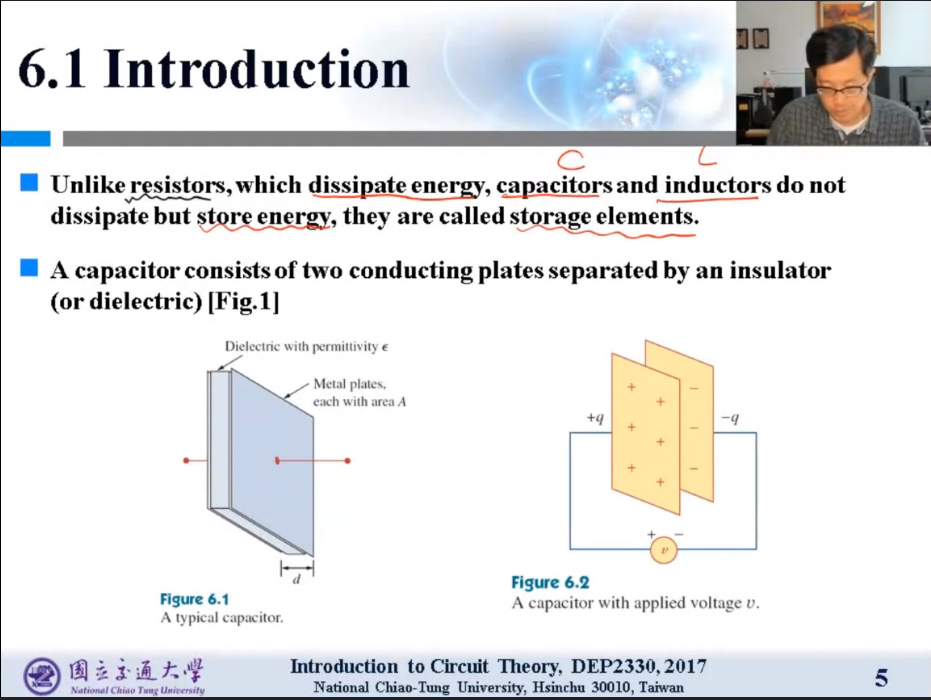 6.1 Introduction
C L
Unlike resistors, which dissipate energy, capacitors and inductors do not
dissipate but store energy, they are called storage elements.
A capacitor consists of two conducting plates separated by an insulator
(or dielectric) [Fig.1]
Dielectric with permittivity ϵ
Metal plates,
each with area A
d
Figure 6.1
A typical capacitor.
+ −
+
+q −q
+ −
+
+ −
+
+ −
v
Figure 6.2
A capacitor with applied voltage v.
國立交通大學
National Chiao Tung University
Introduction to Circuit Theory, DEP2330, 2017
National Chiao-Tung University, Hsinchu 30010, Taiwan
5